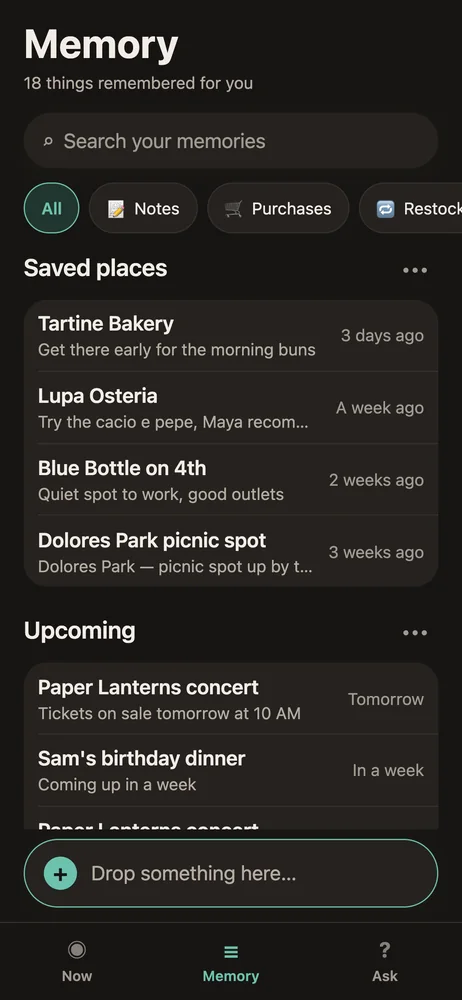 Memory
18 things remembered for you
Search your memories
All
Notes
Purchases
Restock
Saved places
Tartine Bakery
3 days ago
Get there early for the morning buns
Lupa Osteria
A week ago
Try the cacio e pepe, Maya recom...
Blue Bottle on 4th
2 weeks ago
Quiet spot to work, good outlets
Dolores Park picnic spot
3 weeks ago
Dolores Park — picnic spot up by t...
Upcoming
Paper Lanterns concert
Tomorrow
Tickets on sale tomorrow at 10 AM
Sam's birthday dinner
In a week
Coming up in a week
Paper Lanterns concert
Drop something here...
Now
Memory
Ask